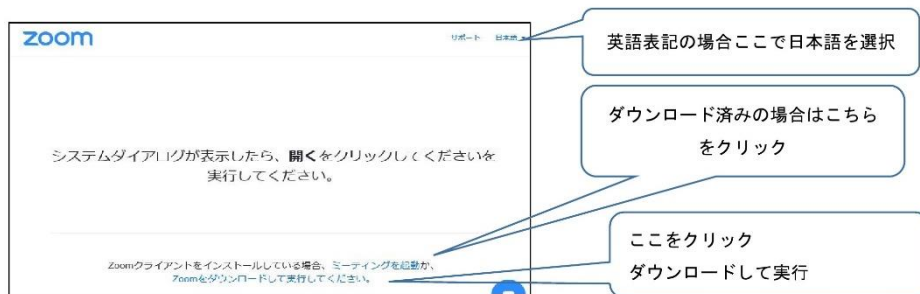 zoom
サポート 日本語
英語表記の場合ここで日本語を選択
ダウンロード済みの場合はこちら
をクリック
システムダイアログが表示したら、開くをクリックしてくださいを
実行してください。
Zoomクライアントをインストールしている場合、ミーティングを起動か、
Zoomをダウンロードして実行してください。
ここをクリック
ダウンロードして実行